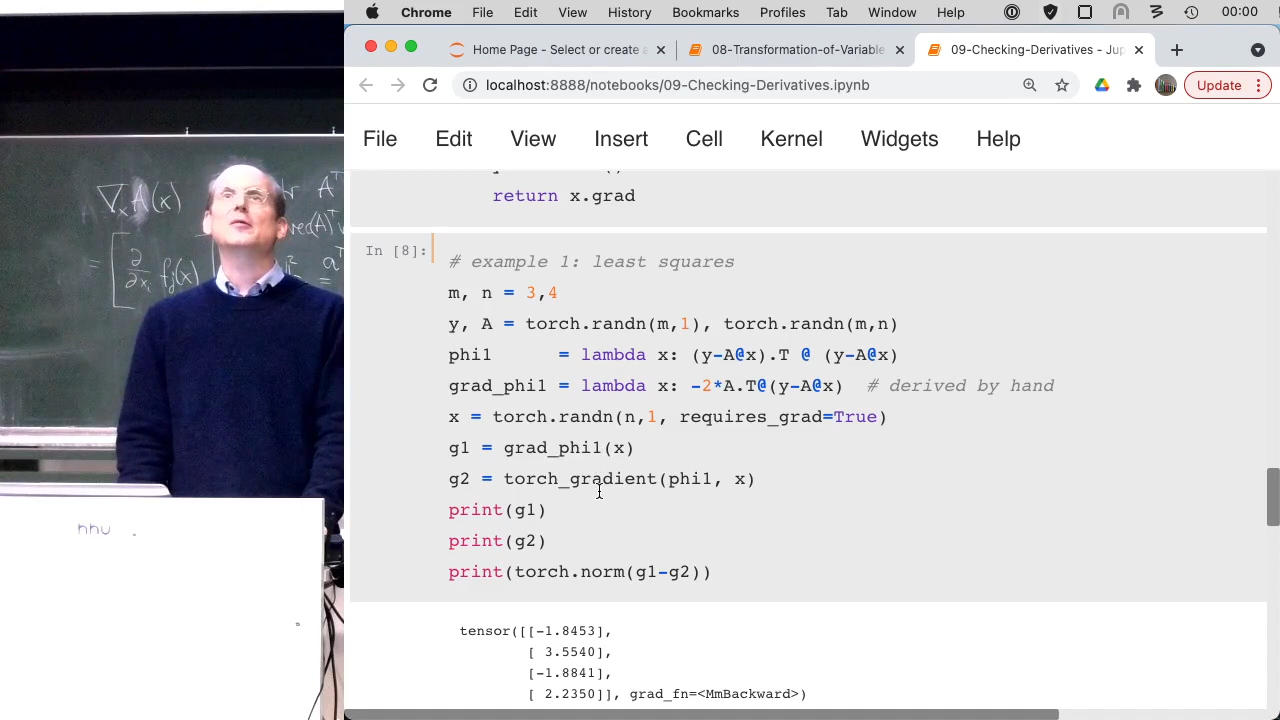 Chrome File Edit View History Bookmarks Profiles Tab Window Help 00:00
Home Page - Select or create a
08-Transformation-of-Variable
09-Checking-Derivatives - Jup
localhost:8888/notebooks/09-Checking-Derivatives.ipynb
Update
File Edit View Insert Cell Kernel Widgets Help
return x.grad
In [8]:
# example 1: least squares
m, n = 3,4
y, A = torch.randn(m,1), torch.randn(m,n)
phi1 = lambda x: (y-A@x).T @ (y-A@x)
grad_phi1 = lambda x: -2*A.T@(y-A@x) # derived by hand
x = torch.randn(n,1, requires_grad=True)
g1 = grad_phi1(x)
g2 = torch_gradient(phi1, x)
print(g1)
print(g2)
print(torch.norm(g1-g2))
tensor([[-1.8453],
[ 3.5540],
[-1.8841],
[ 2.2350]], grad_fn=<MmBackward>)
∇ₓA(x)
= [ ∂/∂xᵢ fⱼ(x)